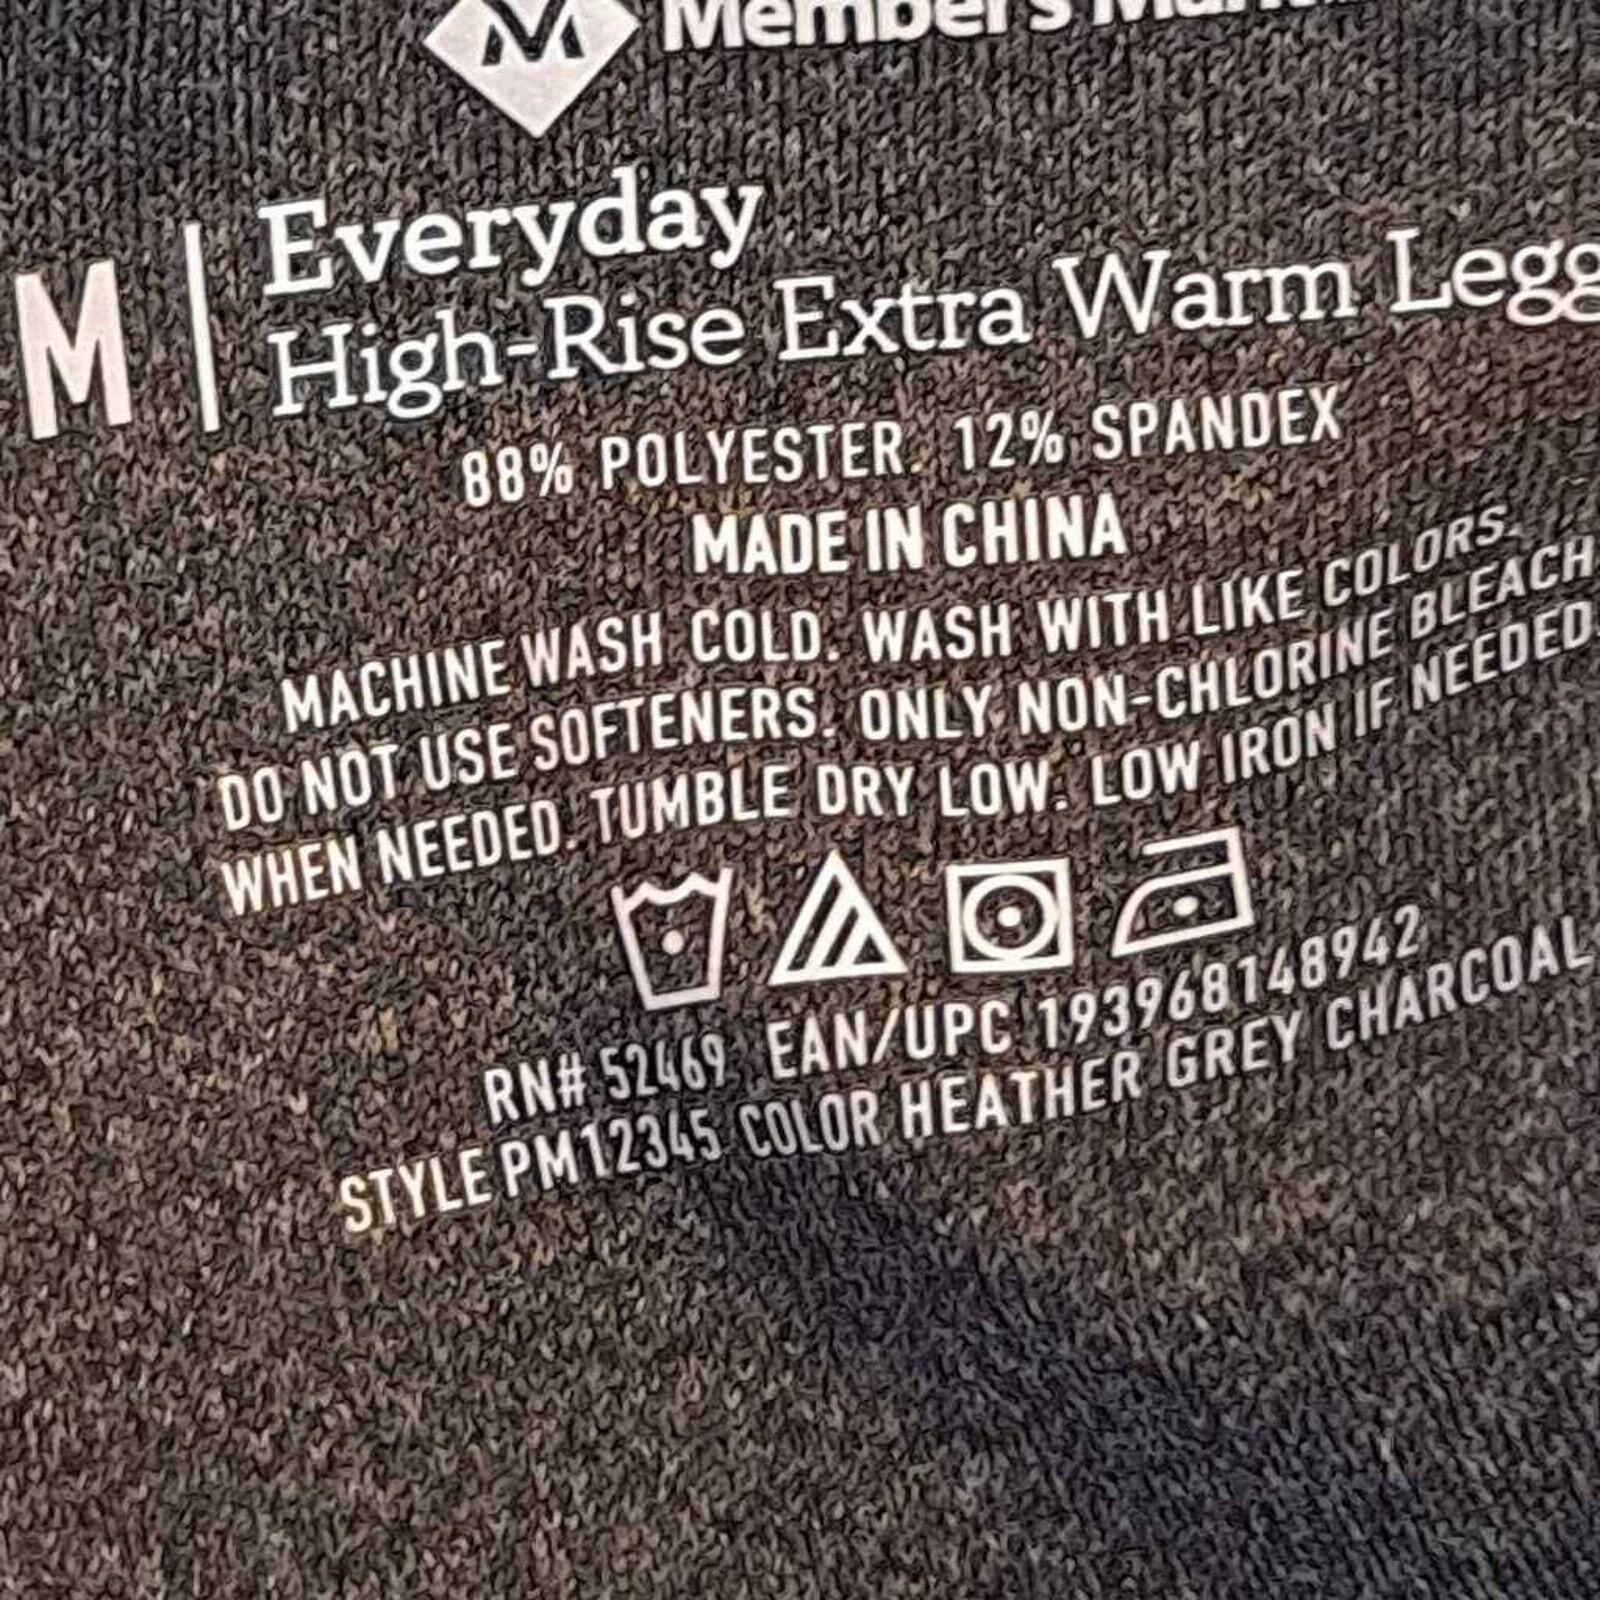 M
Member's Mark
M
Everyday
High-Rise Extra Warm Legg
88% POLYESTER. 12% SPANDEX
MADE IN CHINA
MACHINE WASH COLD. WASH WITH LIKE COLORS.
DO NOT USE SOFTENERS. ONLY NON-CHLORINE BLEACH
WHEN NEEDED. TUMBLE DRY LOW. LOW IRON IF NEEDED.
RN# 52469 EAN/UPC 193968148942
STYLE PM12345 COLOR HEATHER GREY CHARCOAL